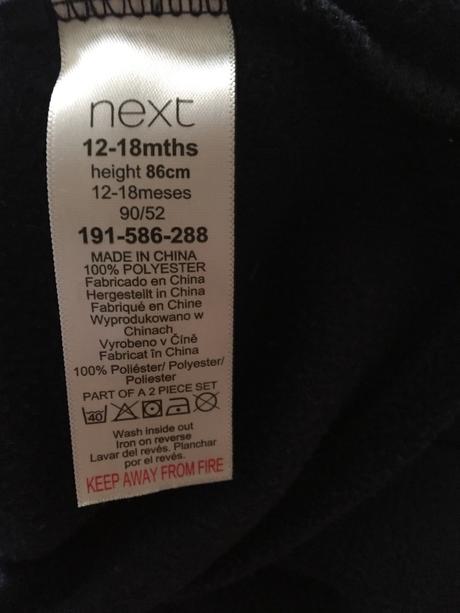 next
12-18mths
height 86cm
12-18meses
90/52
191-586-288
MADE IN CHINA
100% POLYESTER
Fabricado en China
Hergestellt in China
Fabriqué en Chine
Wyprodukowano w
Chinach
Vyrobeno v Číně
Fabricat în China
100% Poliéster/ Polyester/
Poliester
PART OF A 2 PIECE SET
40
Wash inside out
Iron on reverse
Lavar del revés. Planchar
por el revés.
KEEP AWAY FROM FIRE